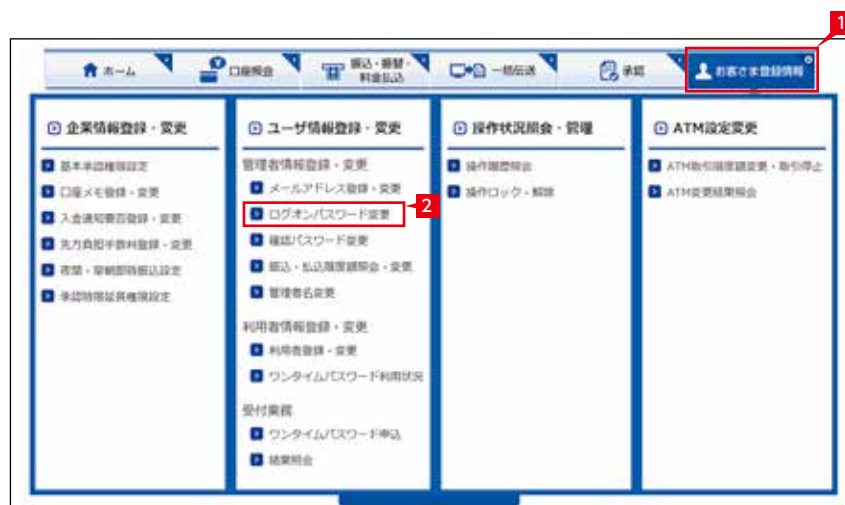 1
ホーム
口座照会
振込・振替・
料金払込
一括伝送
承認
お客さま登録情報
企業情報登録・変更
基本承認権限設定
口座メモ登録・変更
入金通知要否登録・変更
先方負担手数料登録・変更
夜間・早朝即時振込設定
承認時限延長権限設定
ユーザ情報登録・変更
管理者情報登録・変更
メールアドレス登録・変更
ログオンパスワード変更
2
確認パスワード変更
振込・払込限度額照会・変更
管理者名変更
利用者情報登録・変更
利用者登録・変更
ワンタイムパスワード利用状況
受付業務
ワンタイムパスワード申込
結果照会
操作状況照会・管理
操作履歴照会
操作ロック・解除
ATM設定変更
ATM取引限度額変更・取引停止
ATM変更結果照会